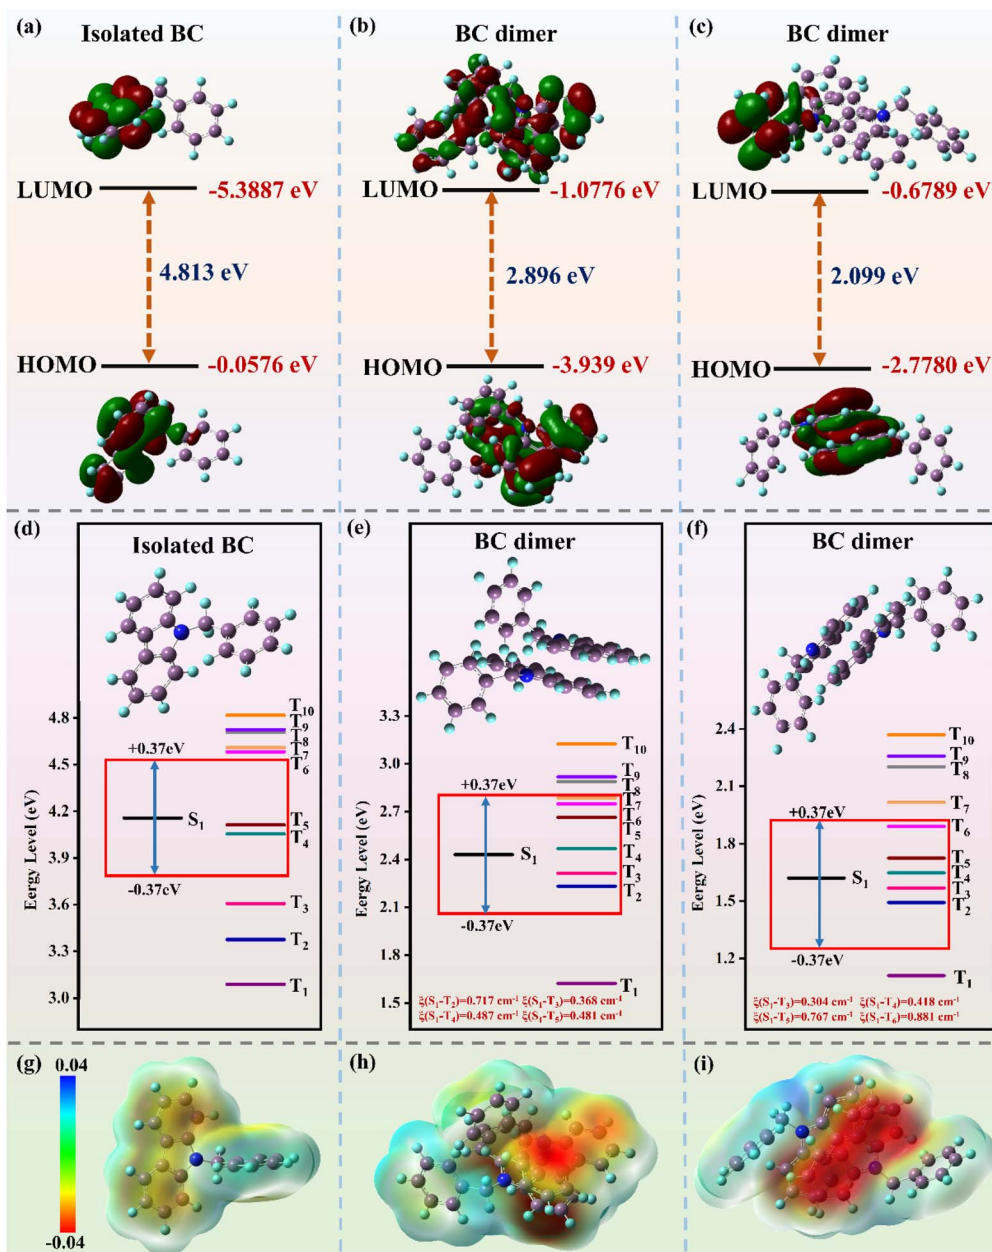 (a)
Isolated BC
LUMO
-5.3887 eV
4.813 eV
HOMO
-0.0576 eV
(b)
BC dimer
LUMO
-1.0776 eV
2.896 eV
HOMO
-3.939 eV
(c)
BC dimer
LUMO
-0.6789 eV
2.099 eV
HOMO
-2.7780 eV
(d)
Isolated BC
Eergy Level (eV)
4.8
4.5
4.2
3.9
3.6
3.3
3.0
+0.37eV
S₁
-0.37eV
T₁₀
T₉
T₈
T₇
T₆
T₅
T₄
T₃
T₂
T₁
(e)
BC dimer
Eergy Level (eV)
3.3
3.0
2.7
2.4
2.1
1.8
1.5
+0.37eV
S₁
-0.37eV
T₁₀
T₉
T₈
T₇
T₆
T₅
T₄
T₃
T₂
T₁
ξ(S₁-T₂)=0.717 cm⁻¹ ξ(S₁-T₃)=0.368 cm⁻¹
ξ(S₁-T₄)=0.487 cm⁻¹ ξ(S₁-T₅)=0.481 cm⁻¹
(f)
BC dimer
Eergy Level (eV)
2.4
2.1
1.8
1.5
1.2
+0.37eV
S₁
-0.37eV
T₁₀
T₉
T₈
T₇
T₆
T₅
T₄
T₃
T₂
T₁
ξ(S₁-T₃)=0.304 cm⁻¹ ξ(S₁-T₄)=0.418 cm⁻¹
ξ(S₁-T₅)=0.767 cm⁻¹ ξ(S₁-T₆)=0.881 cm⁻¹
(g)
0.04
-0.04
(h)
(i)